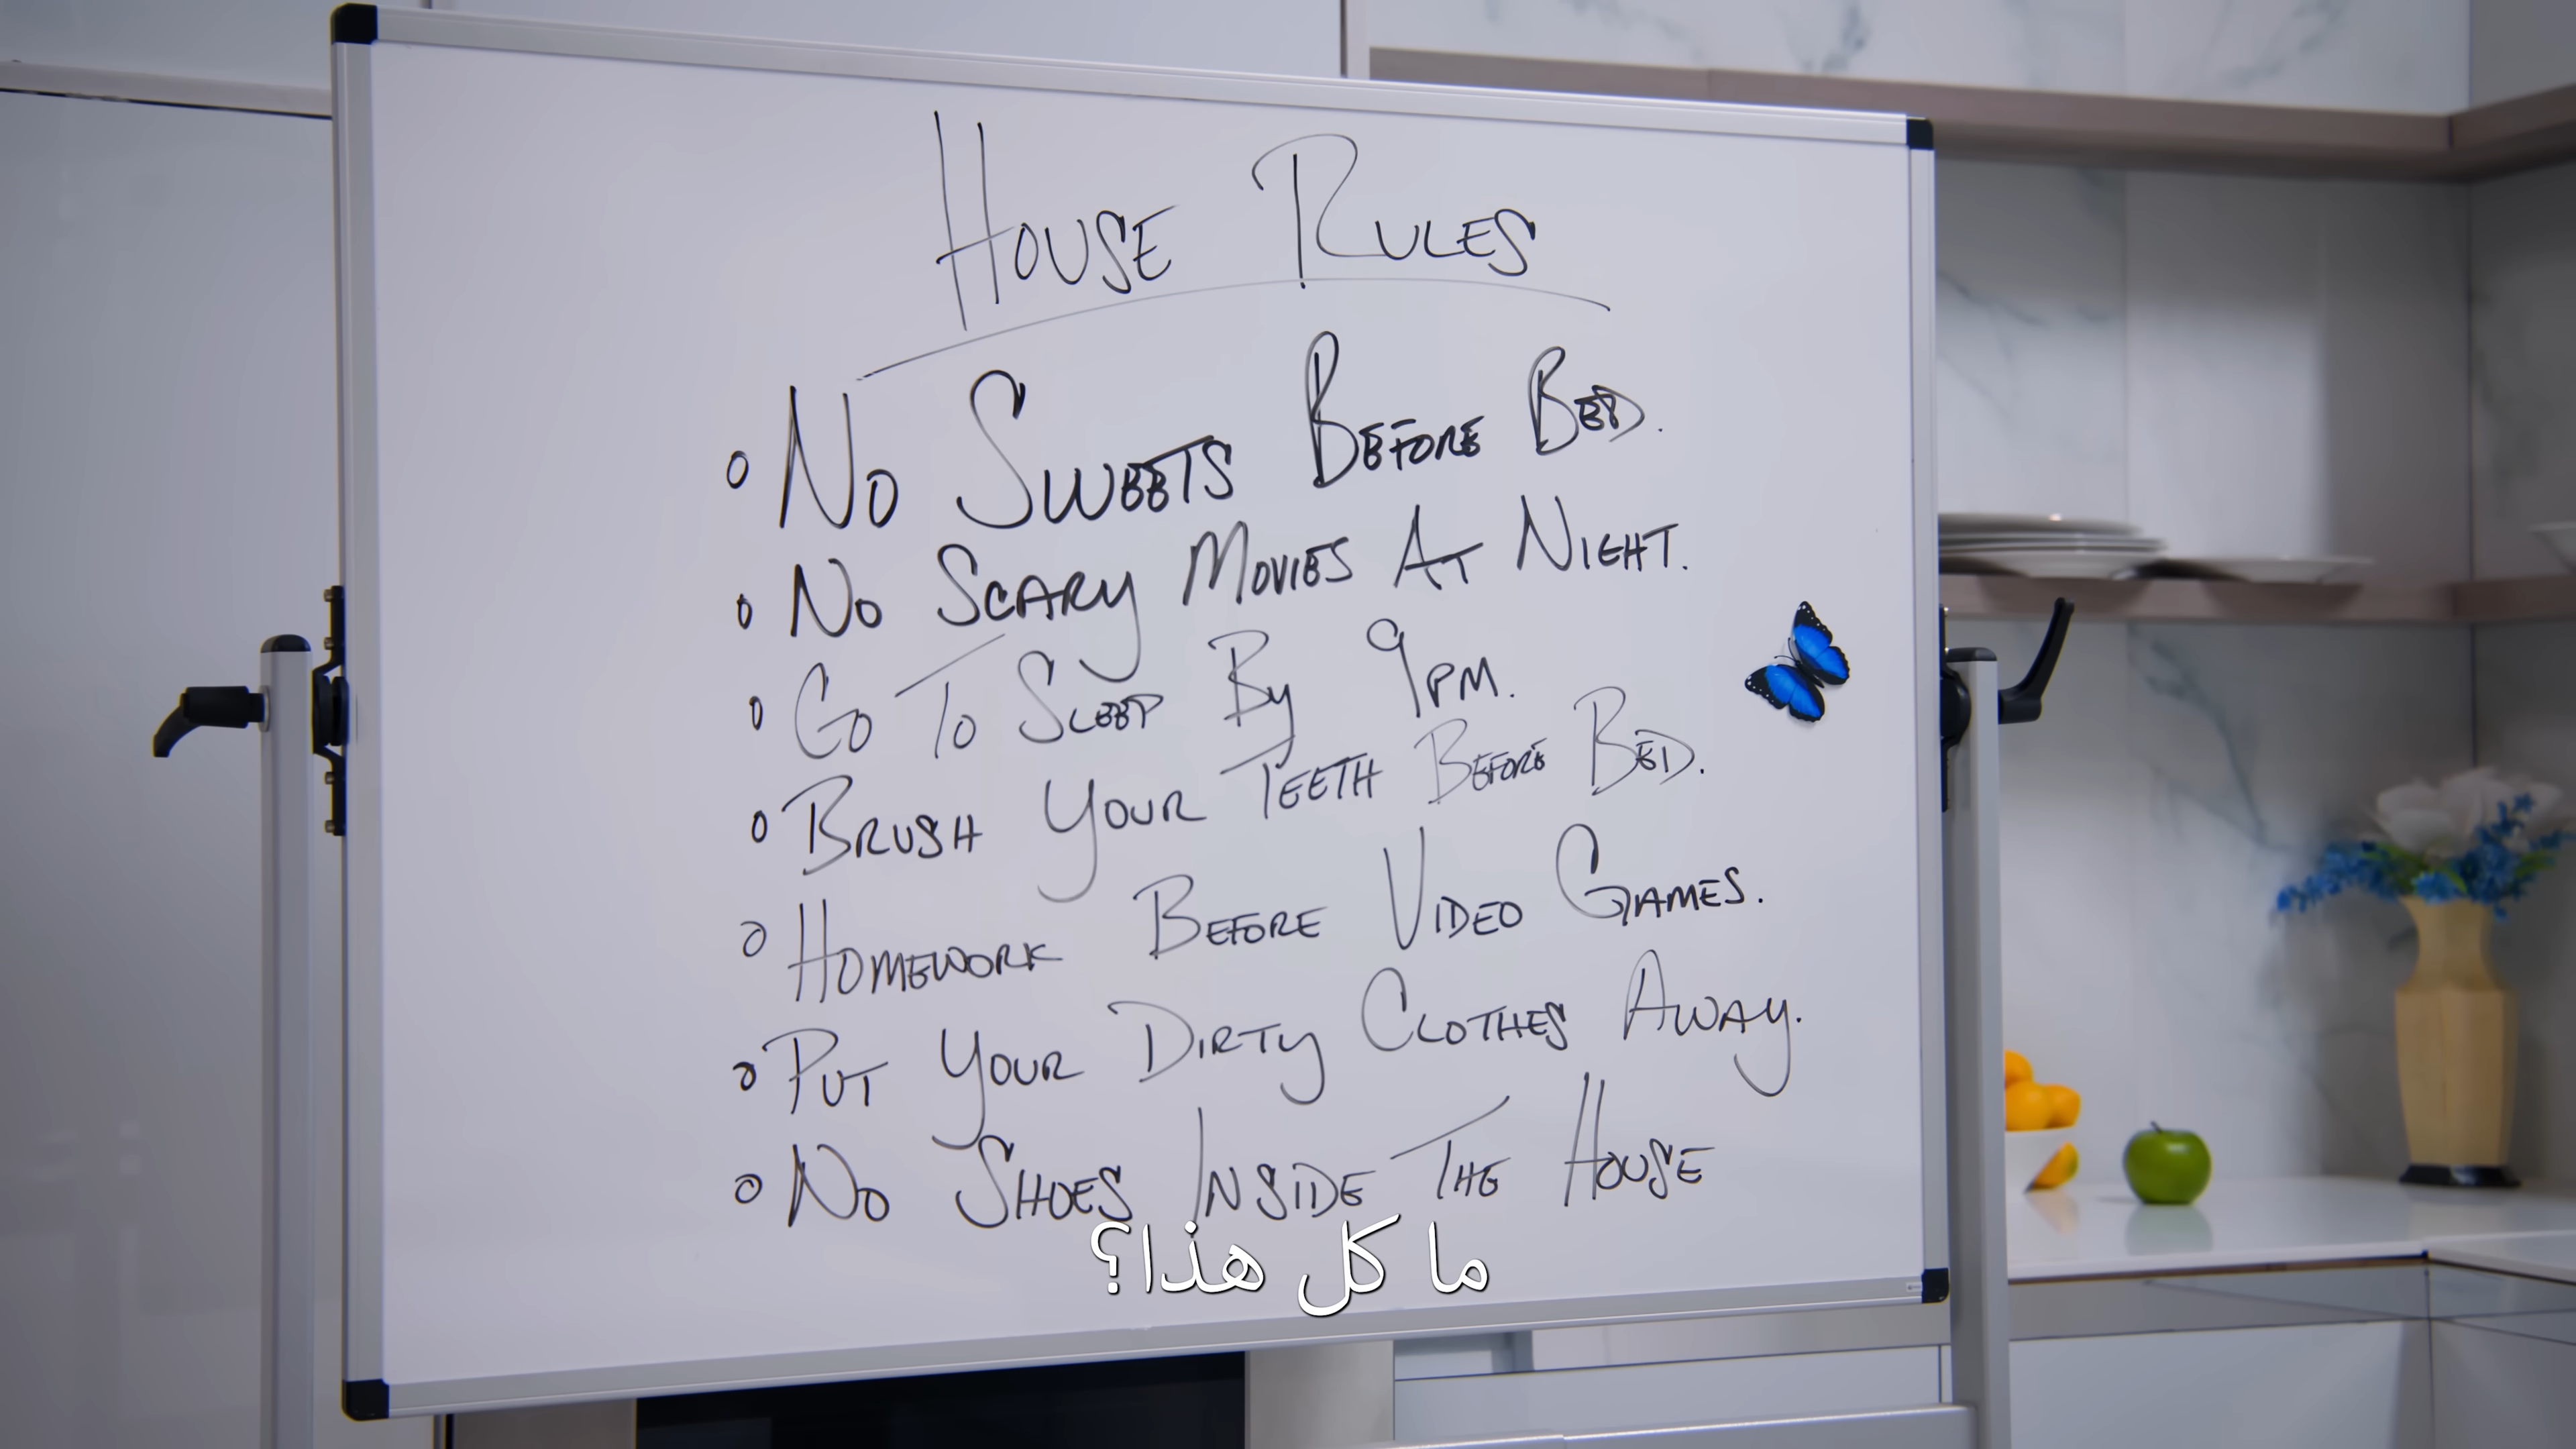 House Rules
No Sweets Before Bed.
No Scary Movies At Night.
Go To Sleep By 9pm.
Brush Your Teeth Before Bed.
Homework Before Video Games.
Put Your Dirty Clothes Away.
No Shoes Inside The House
ما كل هذا؟